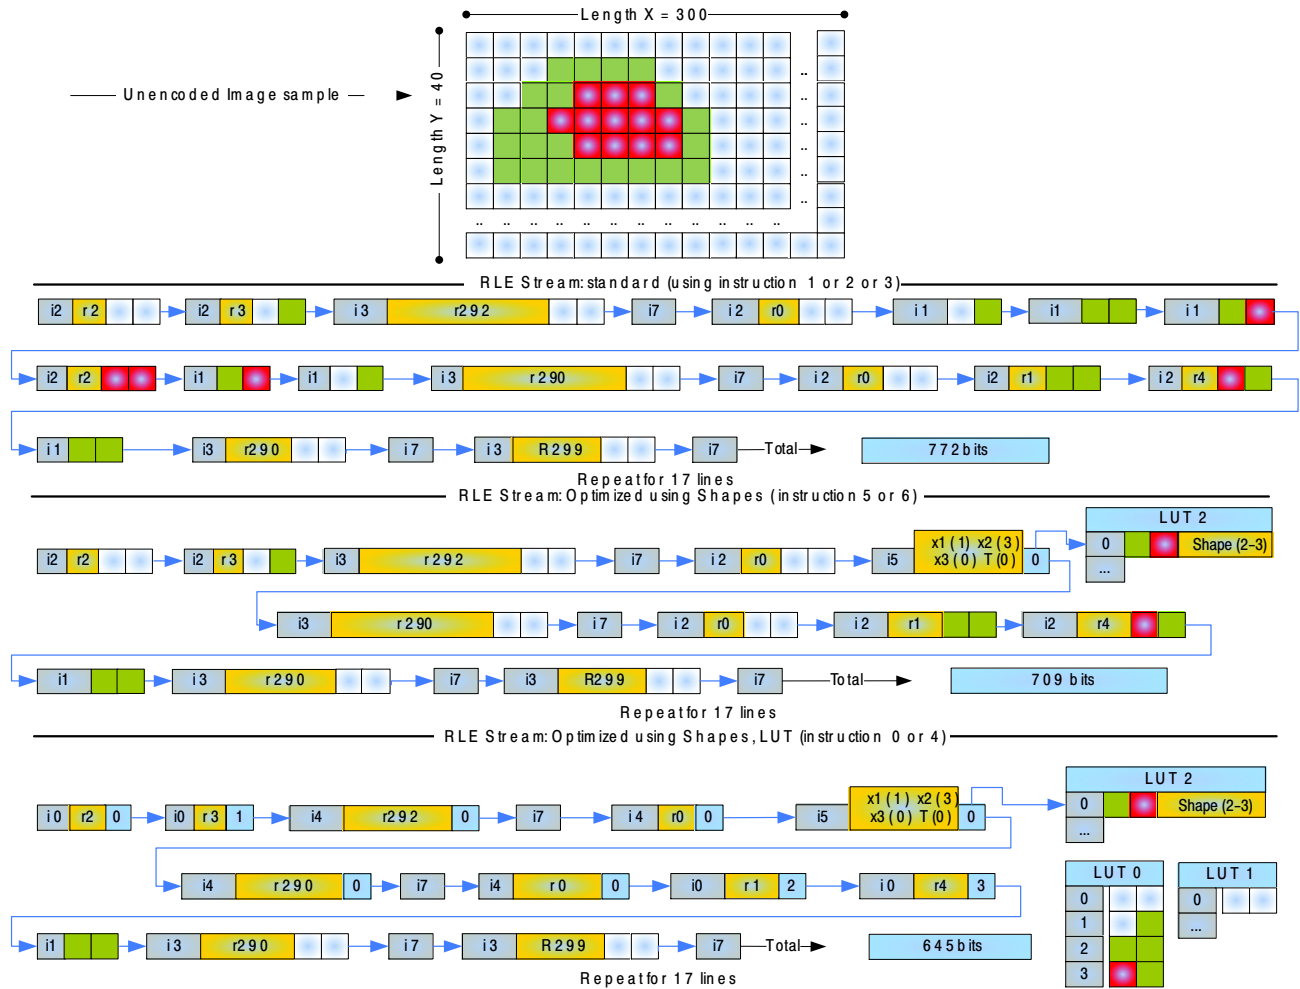 Length X = 300
Unencoded Image sample
Length Y = 40
..
..
..
..
..
..
.. .. .. .. .. .. .. .. .. .. .. ..
RLE Stream: standard (using instruction 1 or 2 or 3)
i2 r2 i2 r3 i3 r292 i7 i2 r0 i1 i1 i1
i2 r2 i1 i1 i3 r290 i7 i2 r0 i2 r1 i2 r4
i1 i3 r290 i7 i3 R299 i7 Total 772bits
Repeat for 17 lines
RLE Stream: Optimized using Shapes (instruction 5 or 6)
LUT 2
i2 r2 i2 r3 i3 r292 i7 i2 r0 i5 x1(1) x2(3) x3(0) T(0) 0
0 Shape (2-3)
...
i3 r290 i7 i2 r0 i2 r1 i2 r4
i1 i3 r290 i7 i3 R299 i7 Total 709 bits
Repeat for 17 lines
RLE Stream: Optimized using Shapes, LUT (instruction 0 or 4)
LUT 2
i0 r2 0 i0 r3 1 i4 r292 0 i7 i4 r0 0 i5 x1(1) x2(3) x3(0) T(0) 0
0 Shape (2-3)
...
i4 r290 0 i7 i4 r0 0 i0 r1 2 i0 r4 3
LUT 0
0
1
2
3
LUT 1
0
...
i1 i3 r290 i7 i3 R299 i7 Total 645bits
Repeat for 17 lines